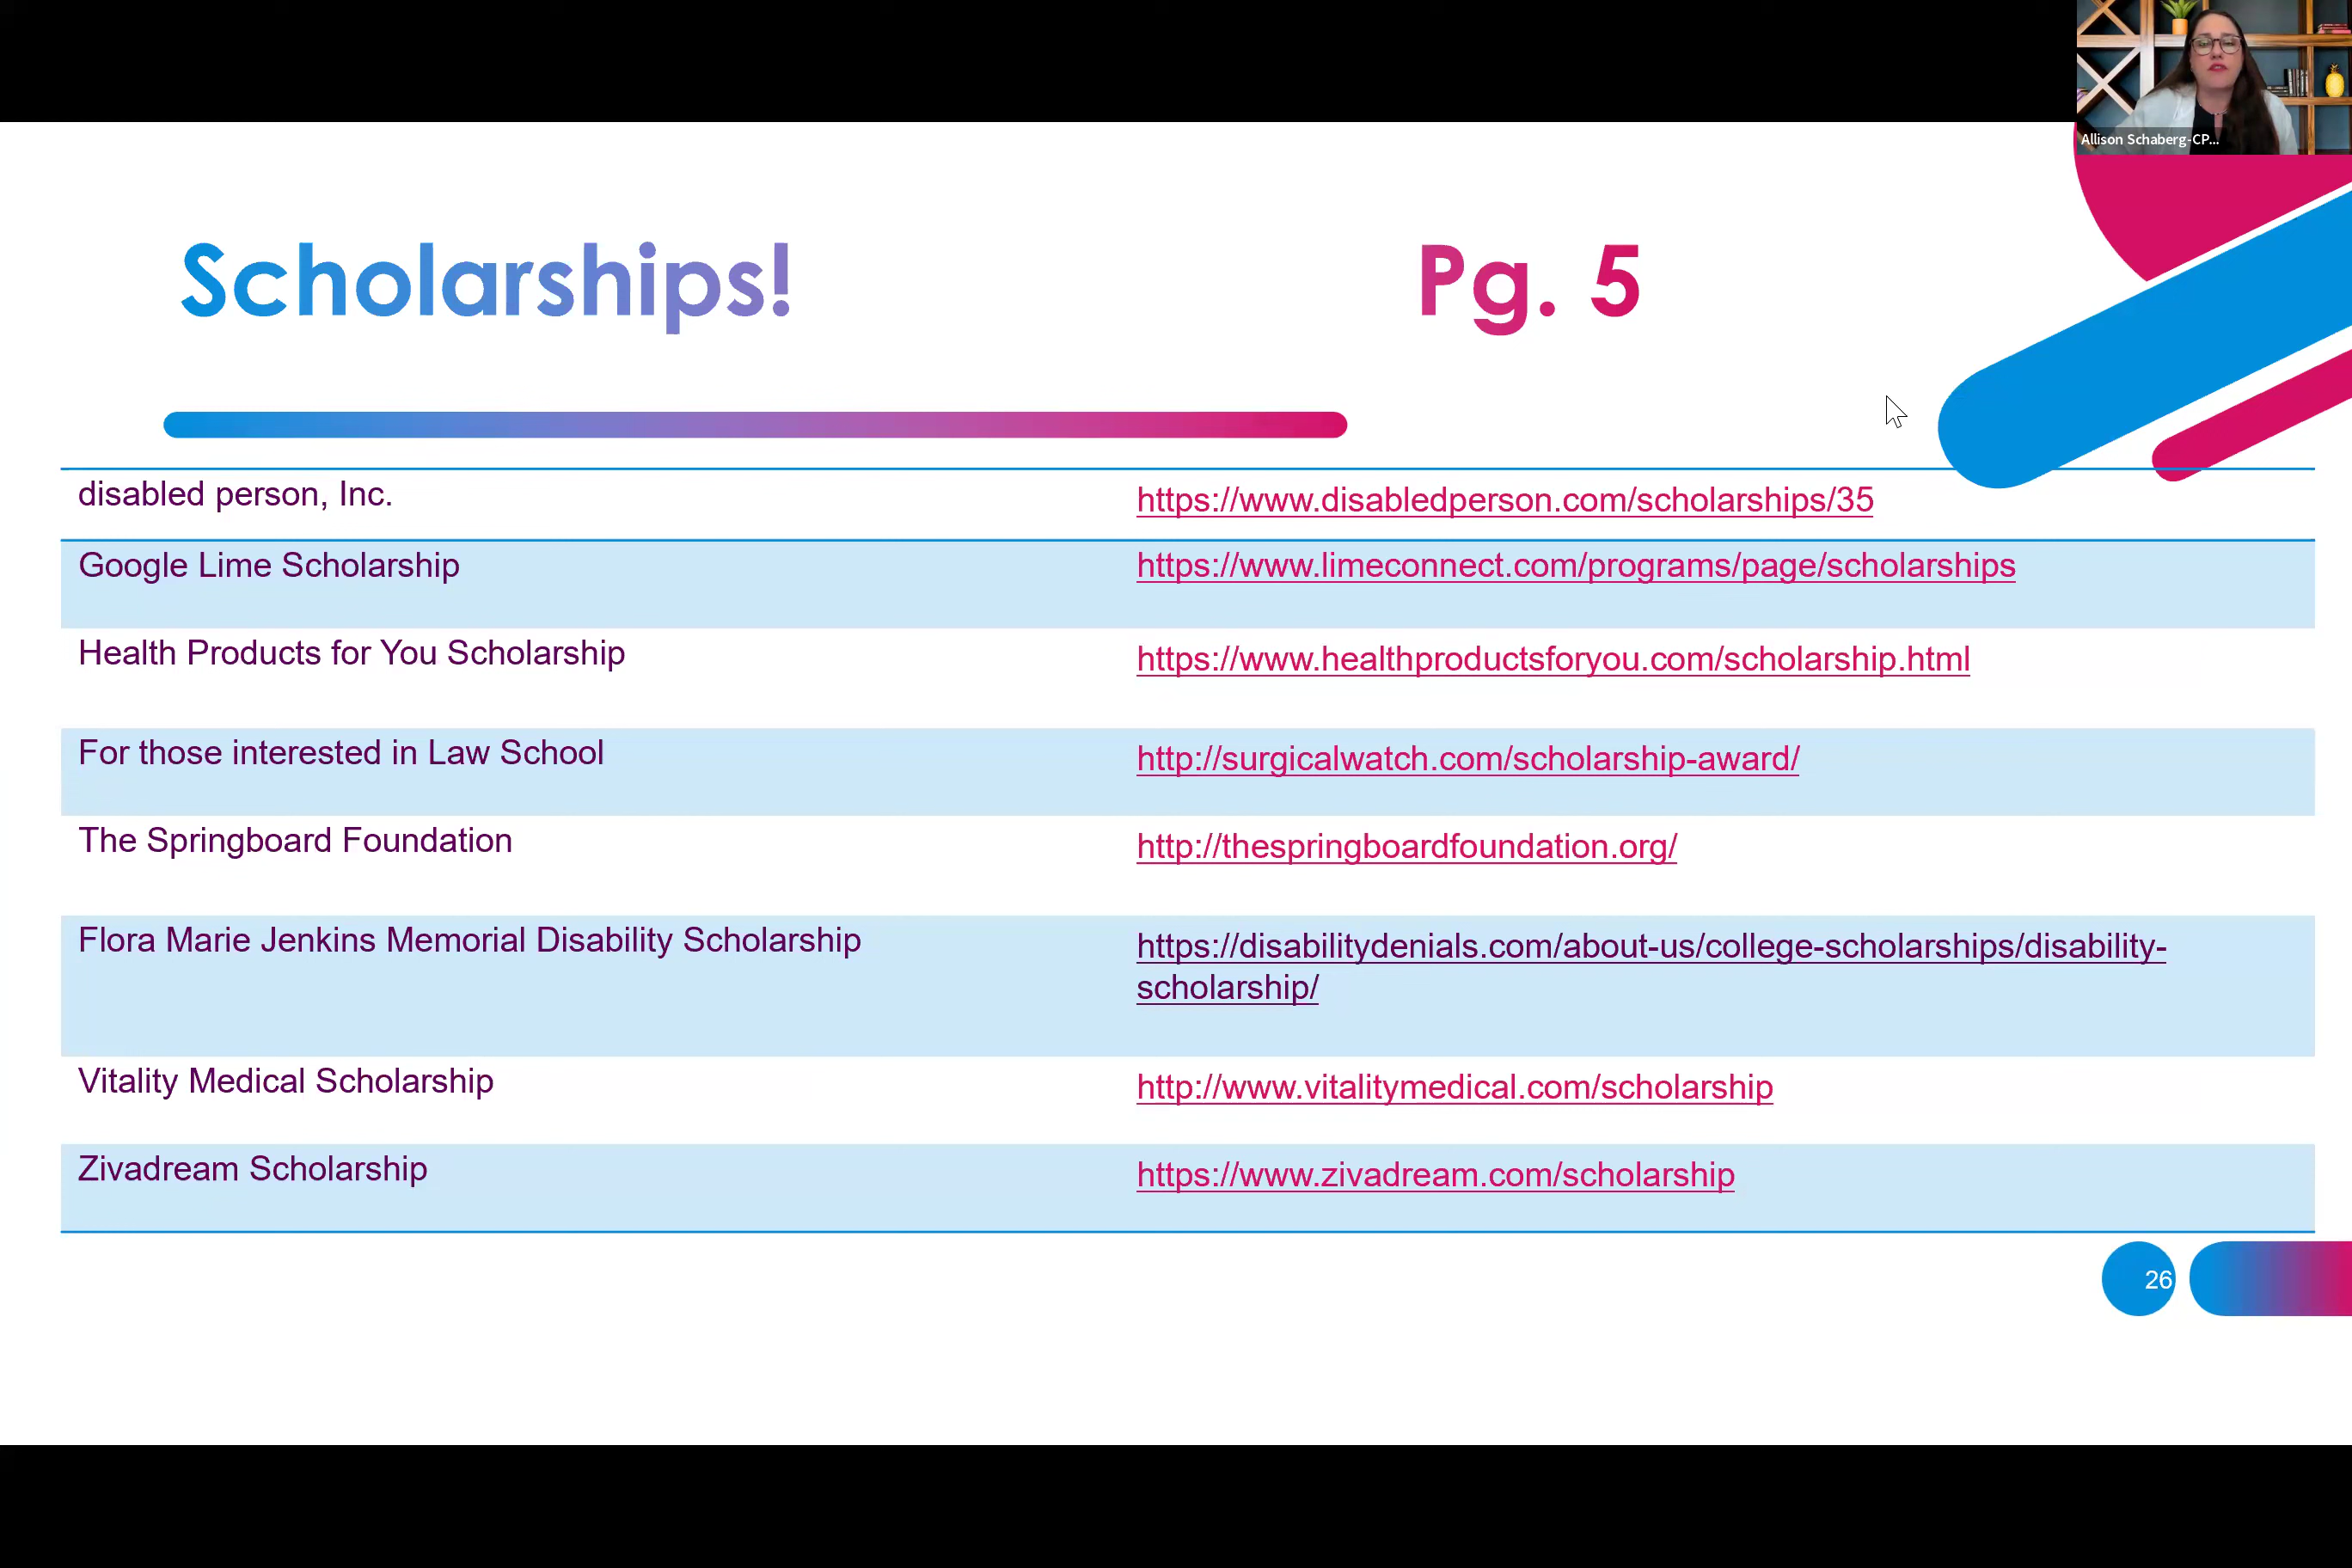 Allison Schaberg-CP...
Scholarships! Pg. 5
disabled person, Inc. https://www.disabledperson.com/scholarships/35
Google Lime Scholarship https://www.limeconnect.com/programs/page/scholarships
Health Products for You Scholarship https://www.healthproductsforyou.com/scholarship.html
For those interested in Law School http://surgicalwatch.com/scholarship-award/
The Springboard Foundation http://thespringboardfoundation.org/
Flora Marie Jenkins Memorial Disability Scholarship https://disabilitydenials.com/about-us/college-scholarships/disability-
scholarship/
Vitality Medical Scholarship http://www.vitalitymedical.com/scholarship
Zivadream Scholarship https://www.zivadream.com/scholarship
26